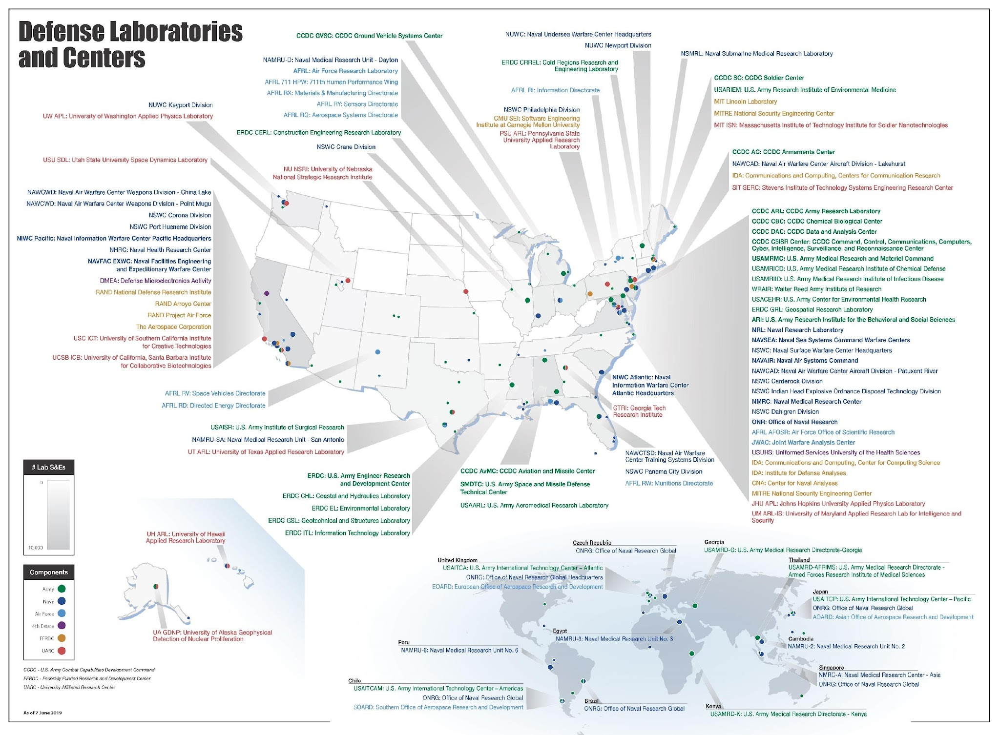 Defense Laboratories
and Centers
CCDC GVSC: CCDC Ground Vehicle Systems Center
NAMRU-D: Naval Medical Research Unit - Dayton
AFRL: Air Force Research Laboratory
AFRL 711 HPW: 711th Human Performance Wing
AFRL RX: Materials & Manufacturing Directorate
AFRL RY: Sensors Directorate
AFRL RQ: Aerospace Systems Directorate
ERDC CERL: Construction Engineering Research Laboratory
NSWC Crane Division
NU NSRI: University of Nebraska
National Strategic Research Institute
NUWC Keyport Division
UW APL: University of Washington Applied Physics Laboratory
USU SDL: Utah State University Space Dynamics Laboratory
NAWCWD: Naval Air Warfare Center Weapons Division - China Lake
NAWCWD: Naval Air Warfare Center Weapons Division - Point Mugu
NSWC Corona Division
NSWC Port Hueneme Division
NIWC Pacific: Naval Information Warfare Center Pacific Headquarters
NHRC: Naval Health Research Center
NAVFAC EXWC: Naval Facilities Engineering
and Expeditionary Warfare Center
DMEA: Defense Microelectronics Activity
RAND National Defense Research Institute
RAND Arroyo Center
RAND Project Air Force
The Aerospace Corporation
USC ICT: University of Southern California Institute
for Creative Technologies
UCSB ICB: University of California, Santa Barbara Institute
for Collaborative Biotechnologies
AFRL RV: Space Vehicles Directorate
AFRL RD: Directed Energy Directorate
USAISR: U.S. Army Institute of Surgical Research
NAMRU-SA: Naval Medical Research Unit - San Antonio
UT ARL: University of Texas Applied Research Laboratory
ERDC: U.S. Army Engineer Research
and Development Center
ERDC CHL: Coastal and Hydraulics Laboratory
ERDC EL: Environmental Laboratory
ERDC GSL: Geotechnical and Structures Laboratory
ERDC ITL: Information Technology Laboratory
NUWC: Naval Undersea Warfare Center Headquarters
NUWC Newport Division
ERDC CRREL: Cold Regions Research and
Engineering Laboratory
AFRL RI: Information Directorate
NSWC Philadelphia Division
CMU SEI: Software Engineering
Institute at Carnegie Mellon University
PSU ARL: Pennsylvania State
University Applied Research
Laboratory
NSMRL: Naval Submarine Medical Research Laboratory
CCDC SC: CCDC Soldier Center
USARIEM: U.S. Army Research Institute of Environmental Medicine
MIT Lincoln Laboratory
MITRE National Security Engineering Center
MIT ISN: Massachusetts Institute of Technology Institute for Soldier Nanotechnologies
CCDC AC: CCDC Armaments Center
NAWCAD: Naval Air Warfare Center Aircraft Division - Lakehurst
IDA: Communications and Computing, Centers for Communication Research
SIT SERC: Stevens Institute of Technology Systems Engineering Research Center
CCDC ARL: CCDC Army Research Laboratory
CCDC CBC: CCDC Chemical Biological Center
CCDC DAC: CCDC Data and Analysis Center
CCDC C5ISR Center: CCDC Command, Control, Communications, Computers,
Cyber, Intelligence, Surveillance, and Reconnaissance Center
USAMRMC: U.S. Army Medical Research and Materiel Command
USAMRICD: U.S. Army Medical Research Institute of Chemical Defense
USAMRIID: U.S. Army Medical Research Institute of Infectious Disease
WRAIR: Walter Reed Army Institute of Research
USACEHR: U.S. Army Center for Environmental Health Research
ERDC GRL: Geospatial Research Laboratory
ARI: U.S. Army Research Institute for the Behavioral and Social Sciences
NRL: Naval Research Laboratory
NAVSEA: Naval Sea Systems Command Warfare Centers
NSWC: Naval Surface Warfare Center Headquarters
NAVAIR: Naval Air Systems Command
NAWCAD: Naval Air Warfare Center Aircraft Division - Patuxent River
NSWC Carderock Division
NSWC Indian Head Explosive Ordnance Disposal Technology Division
NMRC: Naval Medical Research Center
NSWC Dahlgren Division
ONR: Office of Naval Research
AFRL AFOSR: Air Force Office of Scientific Research
JWAC: Joint Warfare Analysis Center
USUHS: Uniformed Services University of the Health Sciences
IDA: Communications and Computing, Center for Computing Science
IDA: Institute for Defense Analyses
CNA: Center for Naval Analyses
MITRE National Security Engineering Center
JHU APL: Johns Hopkins University Applied Physics Laboratory
UM ARL-IS: University of Maryland Applied Research Lab for Intelligence and
Security
NIWC Atlantic: Naval
Information Warfare Center
Atlantic Headquarters
GTRI: Georgia Tech
Research Institute
NAWCTSD: Naval Air Warfare
Center Training Systems Division
NSWC Panama City Division
AFRL RW: Munitions Directorate
CCDC AvMC: CCDC Aviation and Missile Center
SMDTC: U.S. Army Space and Missile Defense
Technical Center
USAARL: U.S. Army Aeromedical Research Laboratory
# Lab S&Es
0
10,000
Components
Army
Navy
Air Force
4th Estate
FFRDC
UARC
CCDC - U.S. Army Combat Capabilities Development Command
FFRDC - Federally Funded Research and Development Center
UARC - University Affiliated Research Center
As of 7 June 2019
UH ARL: University of Hawaii
Applied Research Laboratory
UA GDNP: University of Alaska Geophysical
Detection of Nuclear Proliferation
Czech Republic
ONRG: Office of Naval Research Global
Georgia
USAMRD-G: U.S. Army Medical Research Directorate-Georgia
United Kingdom
USAITCA: U.S. Army International Technology Center – Atlantic
ONRG: Office of Naval Research Global Headquarters
EOARD: European Office of Aerospace Research and Development
Thailand
USAMRD-AFRIMS: U.S. Army Medical Research Directorate -
Armed Forces Research Institute of Medical Sciences
Japan
USAITCP: U.S. Army International Technology Center – Pacific
ONRG: Office of Naval Research Global
AOARD: Asian Office of Aerospace Research and Development
Egypt
NAMRU-3: Naval Medical Research Unit No. 3
Peru
NAMRU-6: Naval Medical Research Unit No. 6
Cambodia
NAMRU-2: Naval Medical Research Unit No. 2
Singapore
NMRC-A: Naval Medical Research Center - Asia
ONRG: Office of Naval Research Global
Chile
USAITCAM: U.S. Army International Technology Center – Americas
ONRG: Office of Naval Research Global
SOARD: Southern Office of Aerospace Research and Development
Brazil
ONRG: Office of Naval Research Global
Kenya
USAMRD-K: U.S. Army Medical Research Directorate - Kenya